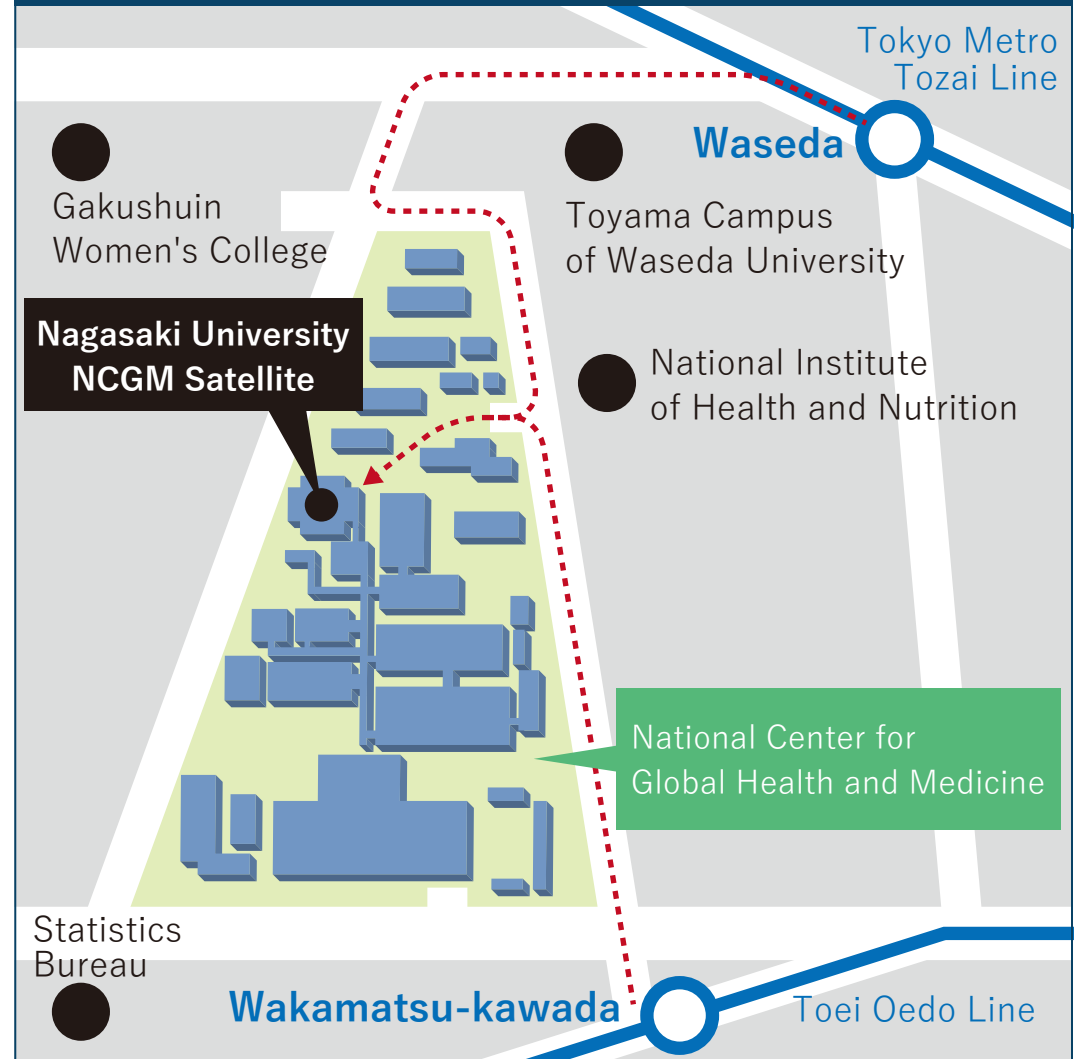 Tokyo Metro
Tozai Line
Waseda
Gakushuin
Women's College
Toyama Campus
of Waseda University
Nagasaki University
NCGM Satellite
National Institute
of Health and Nutrition
National Center for
Global Health and Medicine
Statistics
Bureau
Wakamatsu-kawada
Toei Oedo Line